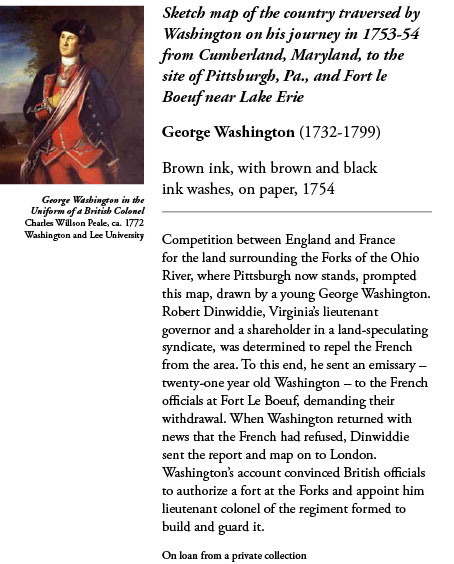 Sketch map of the country traversed by
Washington on his journey in 1753-54
from Cumberland, Maryland, to the
site of Pittsburgh, Pa., and Fort le
Boeuf near Lake Erie
George Washington (1732-1799)
Brown ink, with brown and black
ink washes, on paper, 1754
George Washington in the
Uniform of a British Colonel
Charles Willson Peale, ca. 1772
Washington and Lee University
Competition between England and France
for the land surrounding the Forks of the Ohio
River, where Pittsburgh now stands, prompted
this map, drawn by a young George Washington.
Robert Dinwiddie, Virginia’s lieutenant
governor and a shareholder in a land-speculating
syndicate, was determined to repel the French
from the area. To this end, he sent an emissary –
twenty-one year old Washington – to the French
officials at Fort Le Boeuf, demanding their
withdrawal. When Washington returned with
news that the French had refused, Dinwiddie
sent the report and map on to London.
Washington’s account convinced British officials
to authorize a fort at the Forks and appoint him
lieutenant colonel of the regiment formed to
build and guard it.
On loan from a private collection